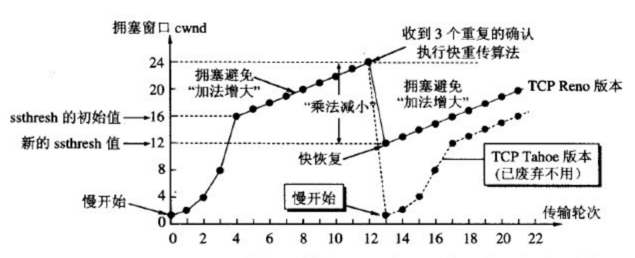 拥塞窗口 cwnd
收到 3 个重复的确认
执行快重传算法
24
20
ssthresh 的初始值
16
新的 ssthresh 值
12
8
4
0
拥塞避免
“加法增大”
“乘法减小”
拥塞避免
“加法增大”
TCP Reno 版本
快恢复
TCP Tahoe 版本
(已废弃不用)
慢开始
慢开始
传输轮次
0 2 4 6 8 10 12 14 16 18 20 22